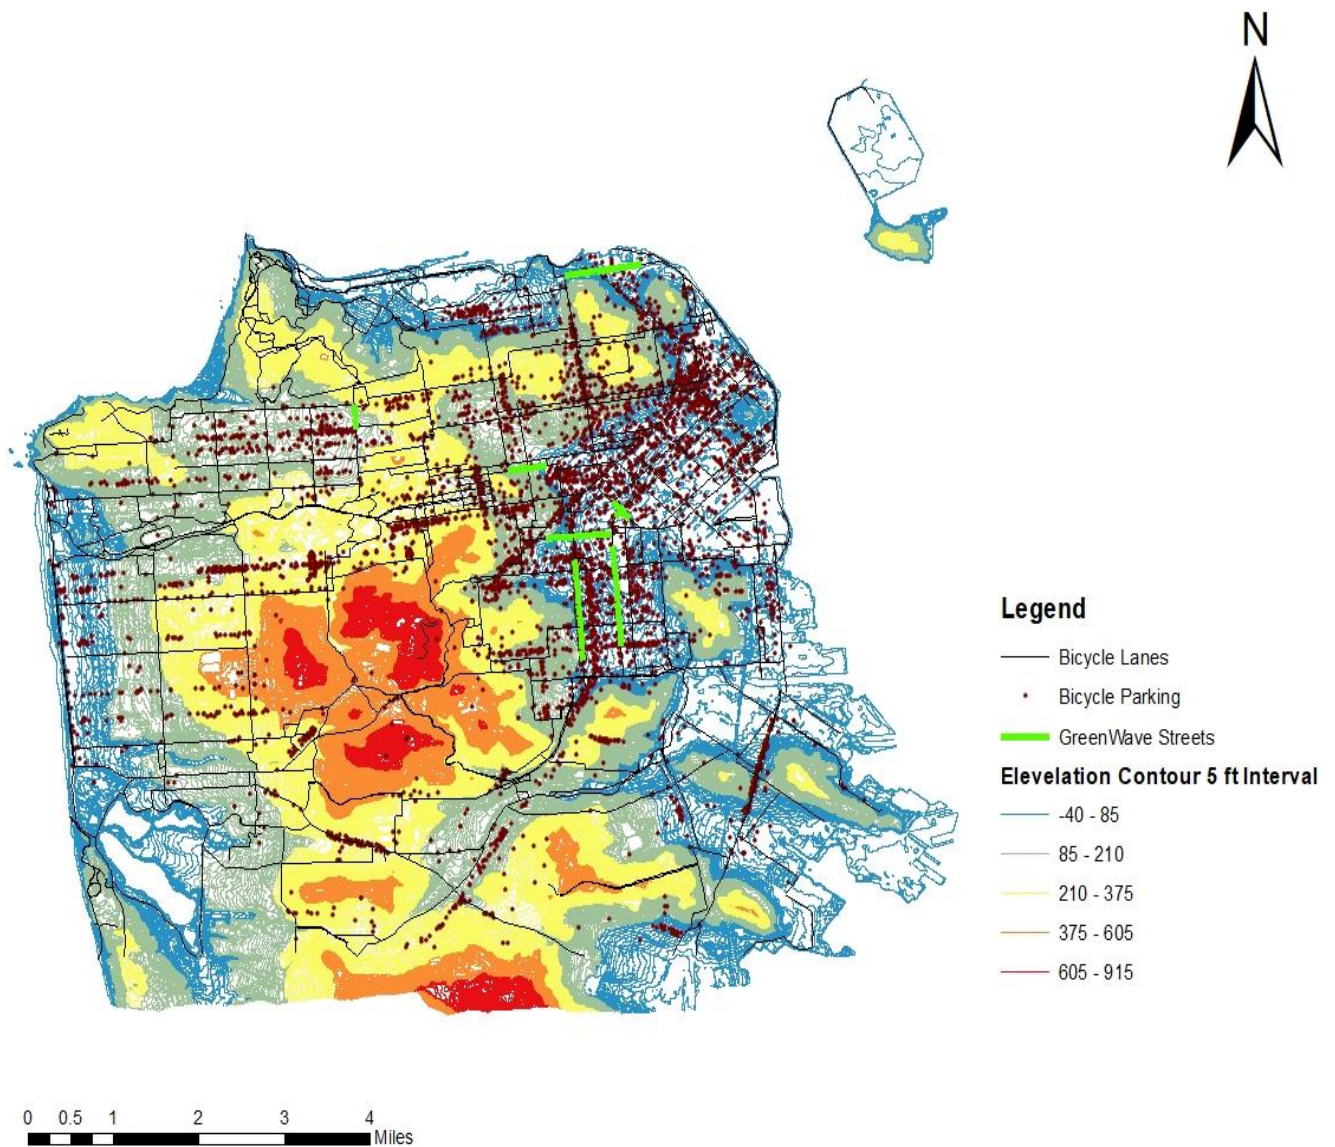 N
Legend
Bicycle Lanes
Bicycle Parking
GreenWave Streets
Elevelation Contour 5 ft Interval
-40 - 85
85 - 210
210 - 375
375 - 605
605 - 915
0 0.5 1 2 3 4
Miles